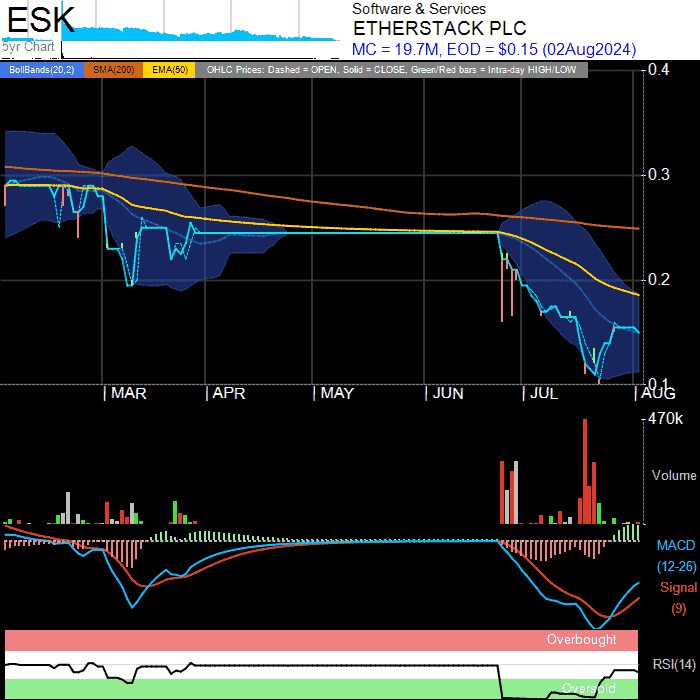 ESK
5yr Chart
Software & Services
ETHERSTACK PLC
MC = 19.7M, EOD = $0.15 (02Aug2024)
BollBands(20,2) SMA(200) EMA(50) OHLC Prices: Dashed = OPEN, Solid = CLOSE, Green/Red bars = Intra-day HIGH/LOW
0.4
0.3
0.2
0.1
MAR APR MAY JUN JUL AUG
470k
Volume
MACD
(12-26)
Signal
(9)
Overbought
RSI(14)
Oversold